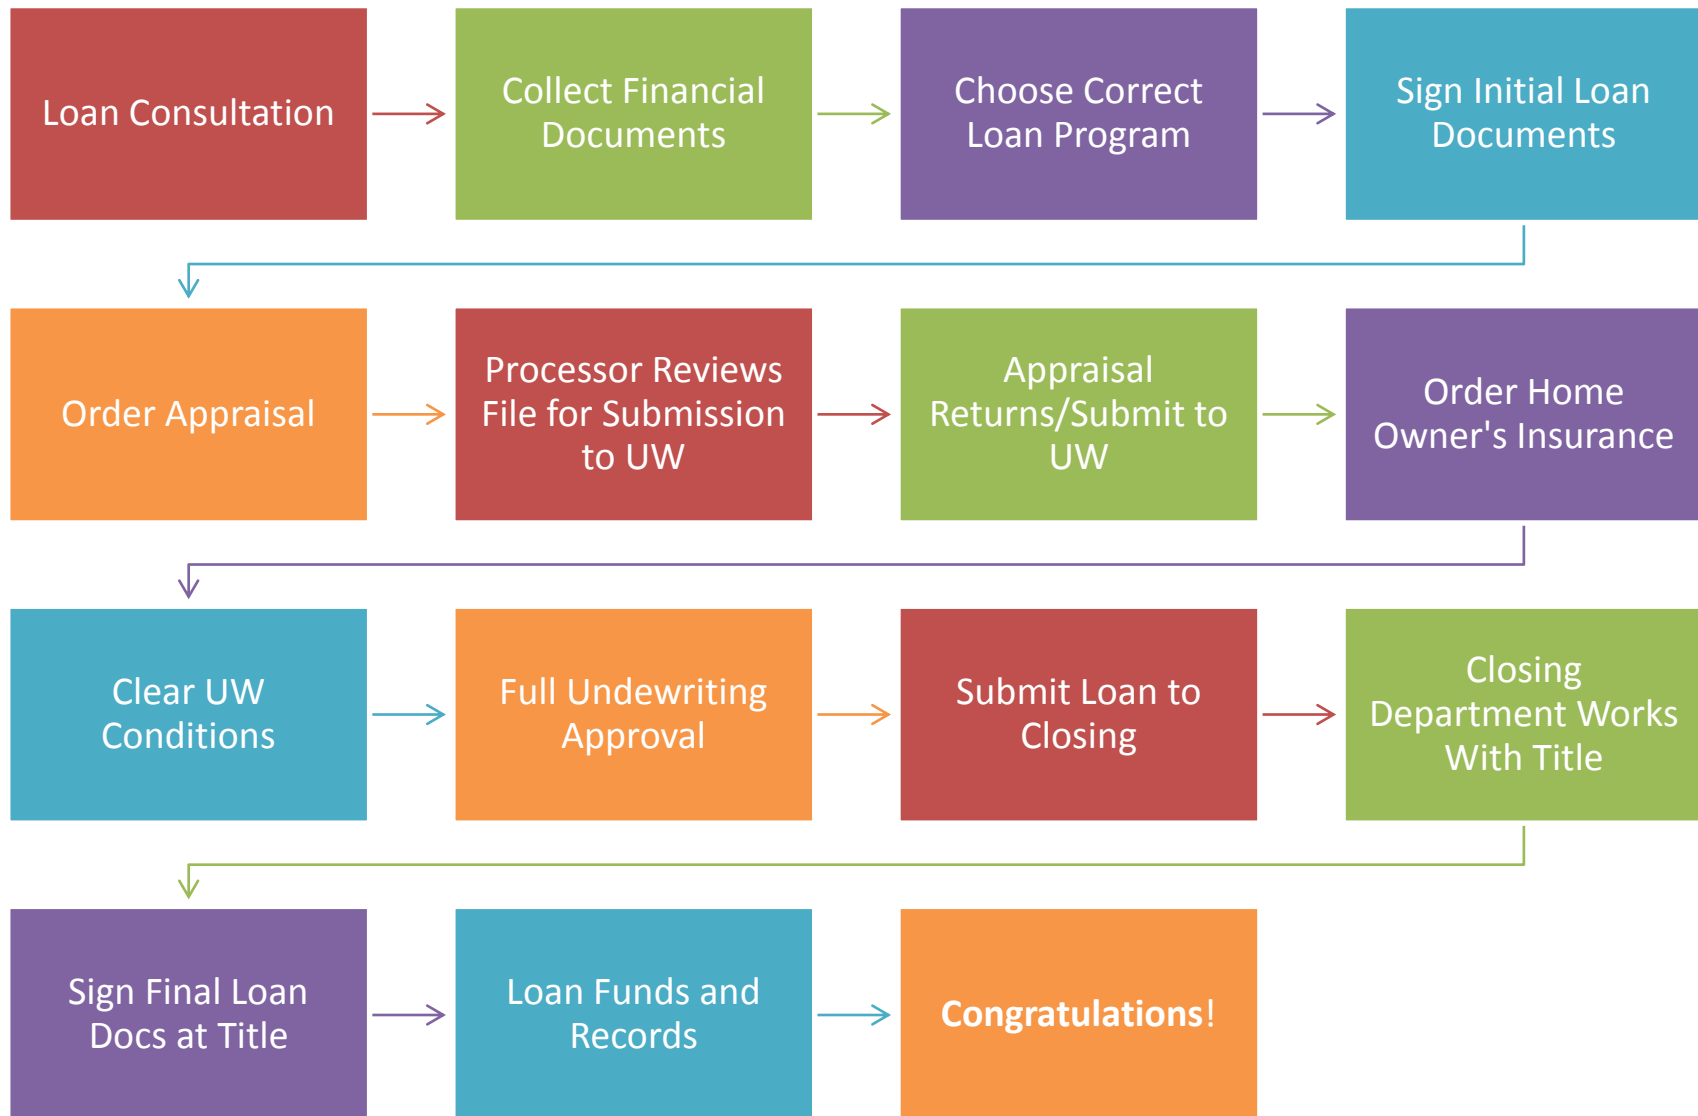 Loan Consultation
Collect Financial
Documents
Choose Correct
Loan Program
Sign Initial Loan
Documents
Order Appraisal
Processor Reviews
File for Submission
to UW
Appraisal
Returns/Submit to
UW
Order Home
Owner's Insurance
Clear UW
Conditions
Full Undewriting
Approval
Submit Loan to
Closing
Closing
Department Works
With Title
Sign Final Loan
Docs at Title
Loan Funds and
Records
Congratulations!